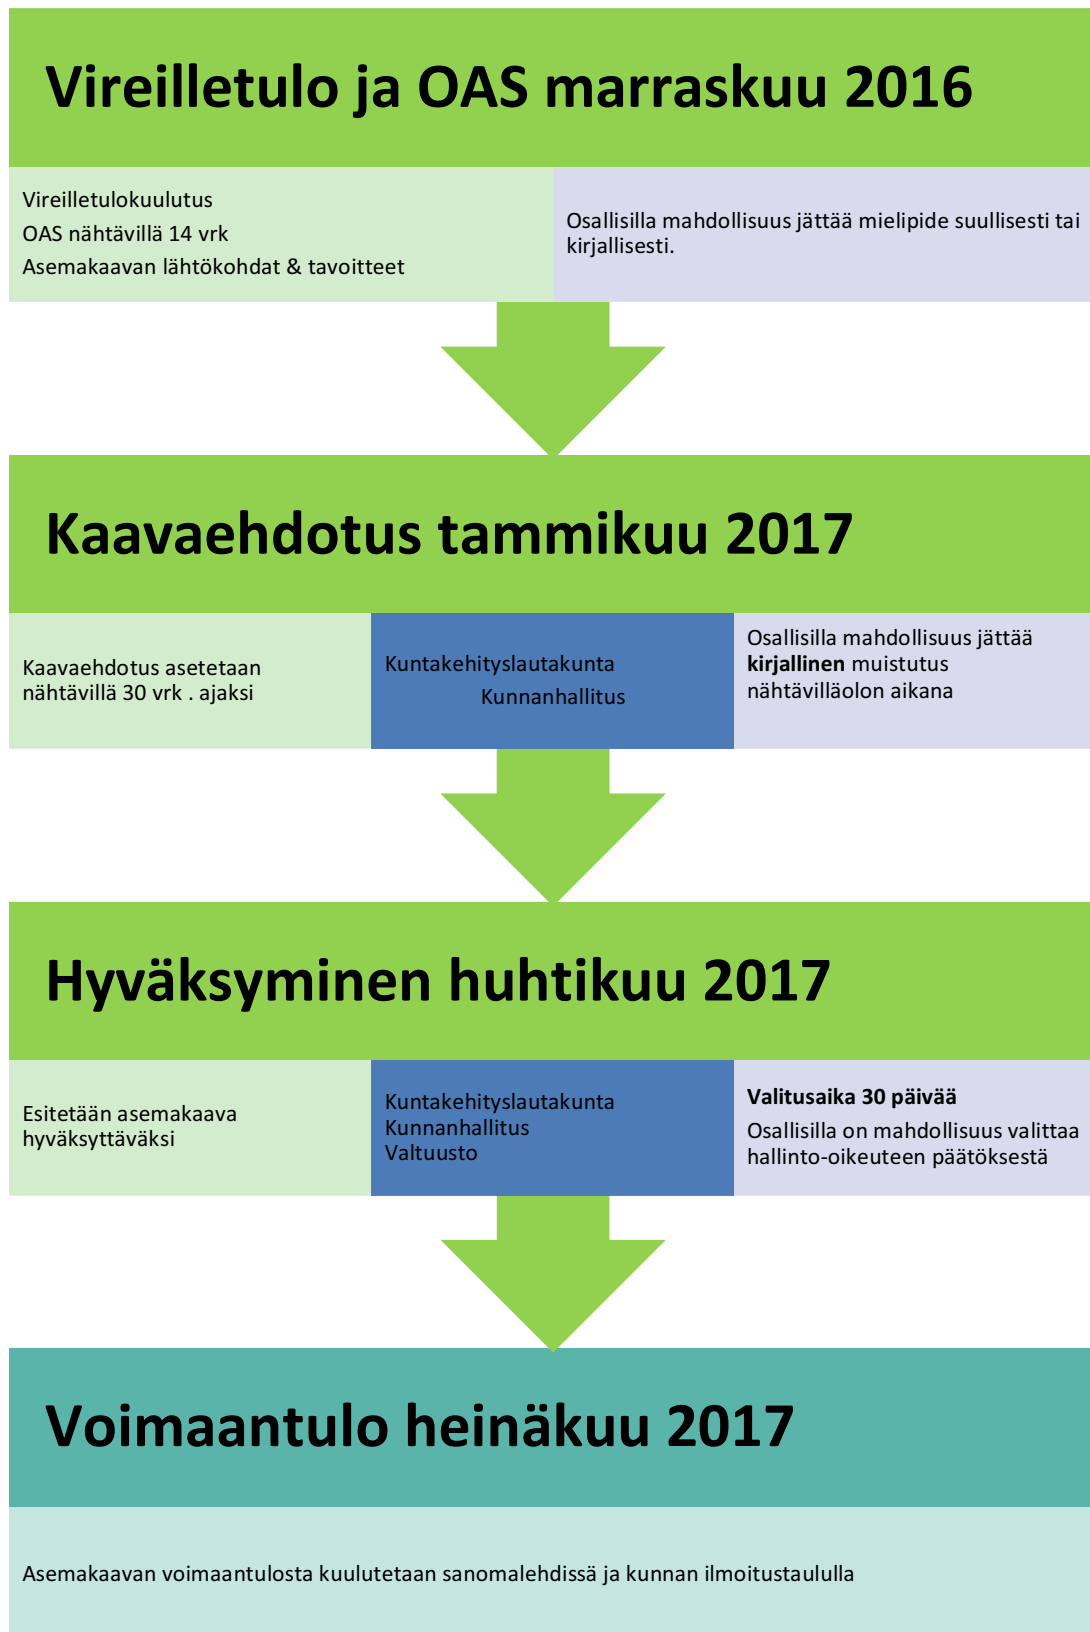 Vireilletulo ja OAS marraskuu 2016
Vireilletulokuulutus
OAS nähtävillä 14 vrk
Asemakaavan lähtökohdat & tavoitteet
Osallisilla mahdollisuus jättää mielipide suullisesti tai
kirjallisesti.
Kaavaehdotus tammikuu 2017
Kaavaehdotus asetetaan
nähtävillä 30 vrk . ajaksi
Kuntakehityslautakunta
Kunnanhallitus
Osallisilla mahdollisuus jättää
kirjallinen muistutus
nähtävilläolon aikana
Hyväksyminen huhtikuu 2017
Esitetään asemakaava
hyväksyttäväksi
Kuntakehityslautakunta
Kunnanhallitus
Valtuusto
Valitusaika 30 päivää
Osallisilla on mahdollisuus valittaa
hallinto-oikeuteen päätöksestä
Voimaantulo heinäkuu 2017
Asemakaavan voimaantulosta kuulutetaan sanomalehdissä ja kunnan ilmoitustaululla